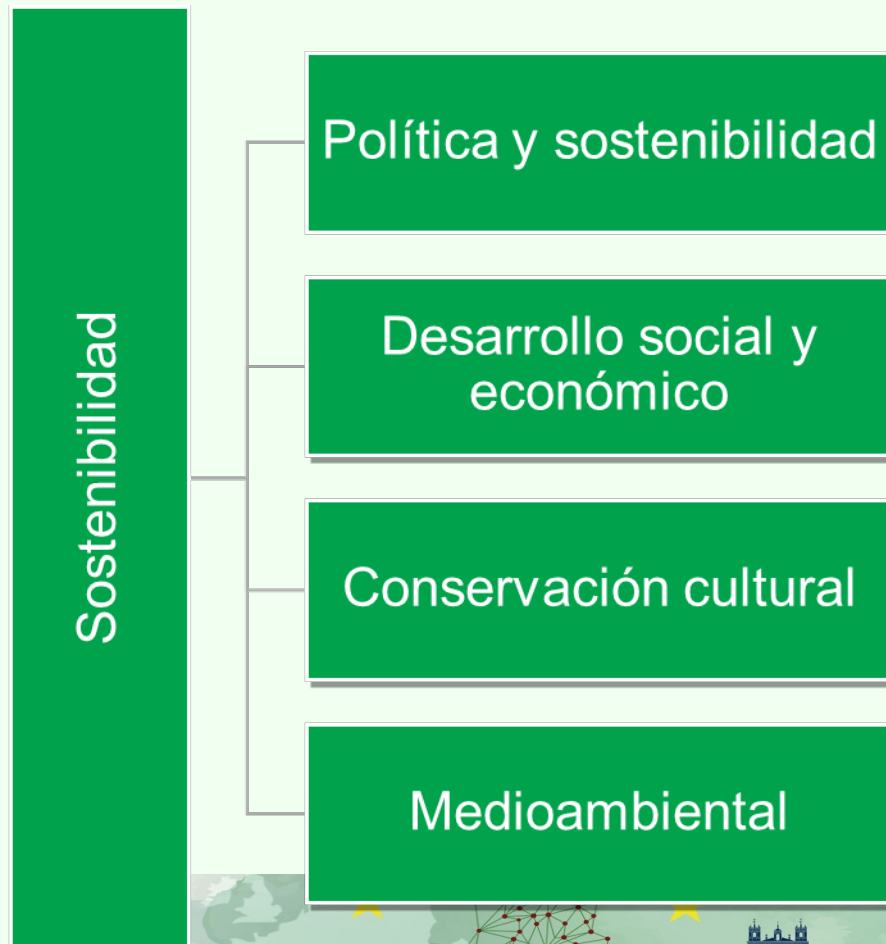 Sostenibilidad
Política y sostenibilidad
Desarrollo social y
económico
Conservación cultural
Medioambiental